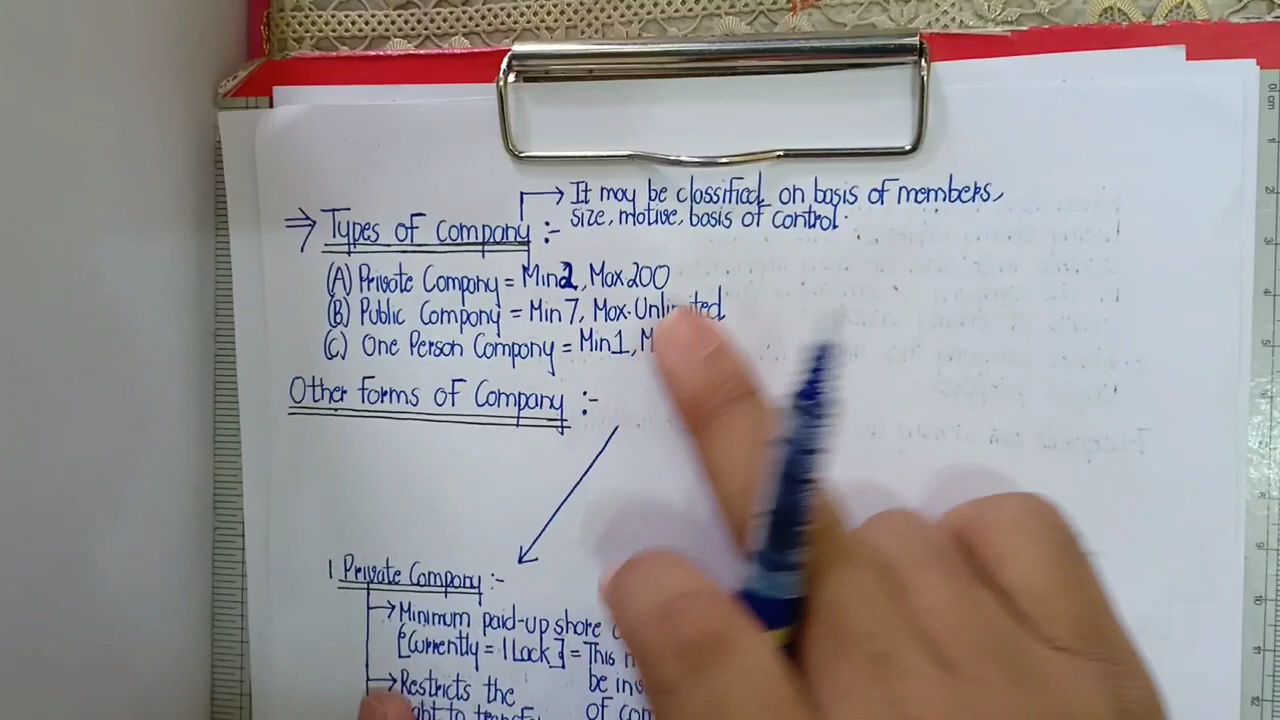 It may be classified on basis of members,
size, motive, basis of control.
⇒ Types of Company :-
(A) Private Company = Min 2, Max. 200
(B) Public Company = Min 7, Max. Unlimited
(C) One Person Company = Min 1, M
Other forms of Company :-
1 Private Company :-
→ Minimum paid-up share
[Currently = 1 Lack] = This
→ Restricts the
be
of